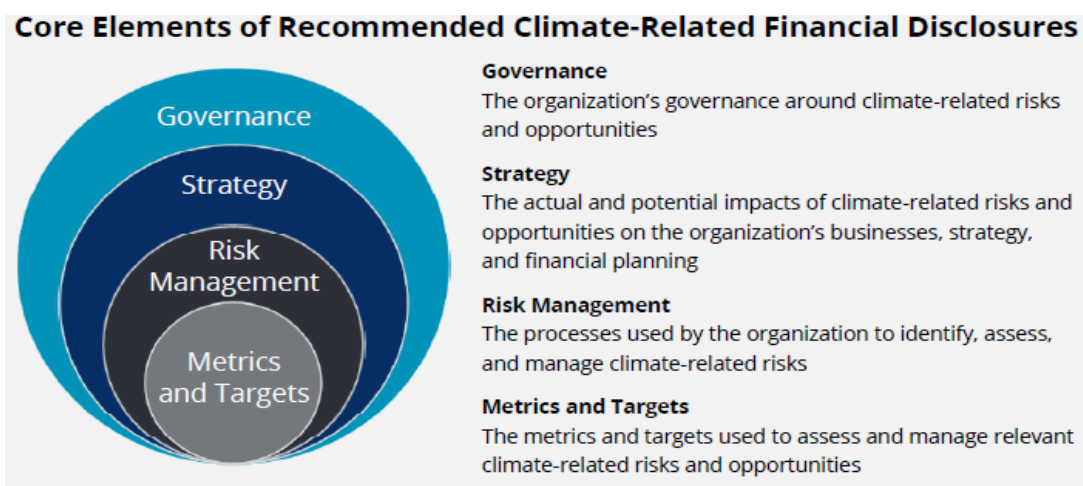 Core Elements of Recommended Climate-Related Financial Disclosures
Governance
Strategy
Risk
Management
Metrics
and Targets
Governance
The organization’s governance around climate-related risks
and opportunities
Strategy
The actual and potential impacts of climate-related risks and
opportunities on the organization’s businesses, strategy,
and financial planning
Risk Management
The processes used by the organization to identify, assess,
and manage climate-related risks
Metrics and Targets
The metrics and targets used to assess and manage relevant
climate-related risks and opportunities